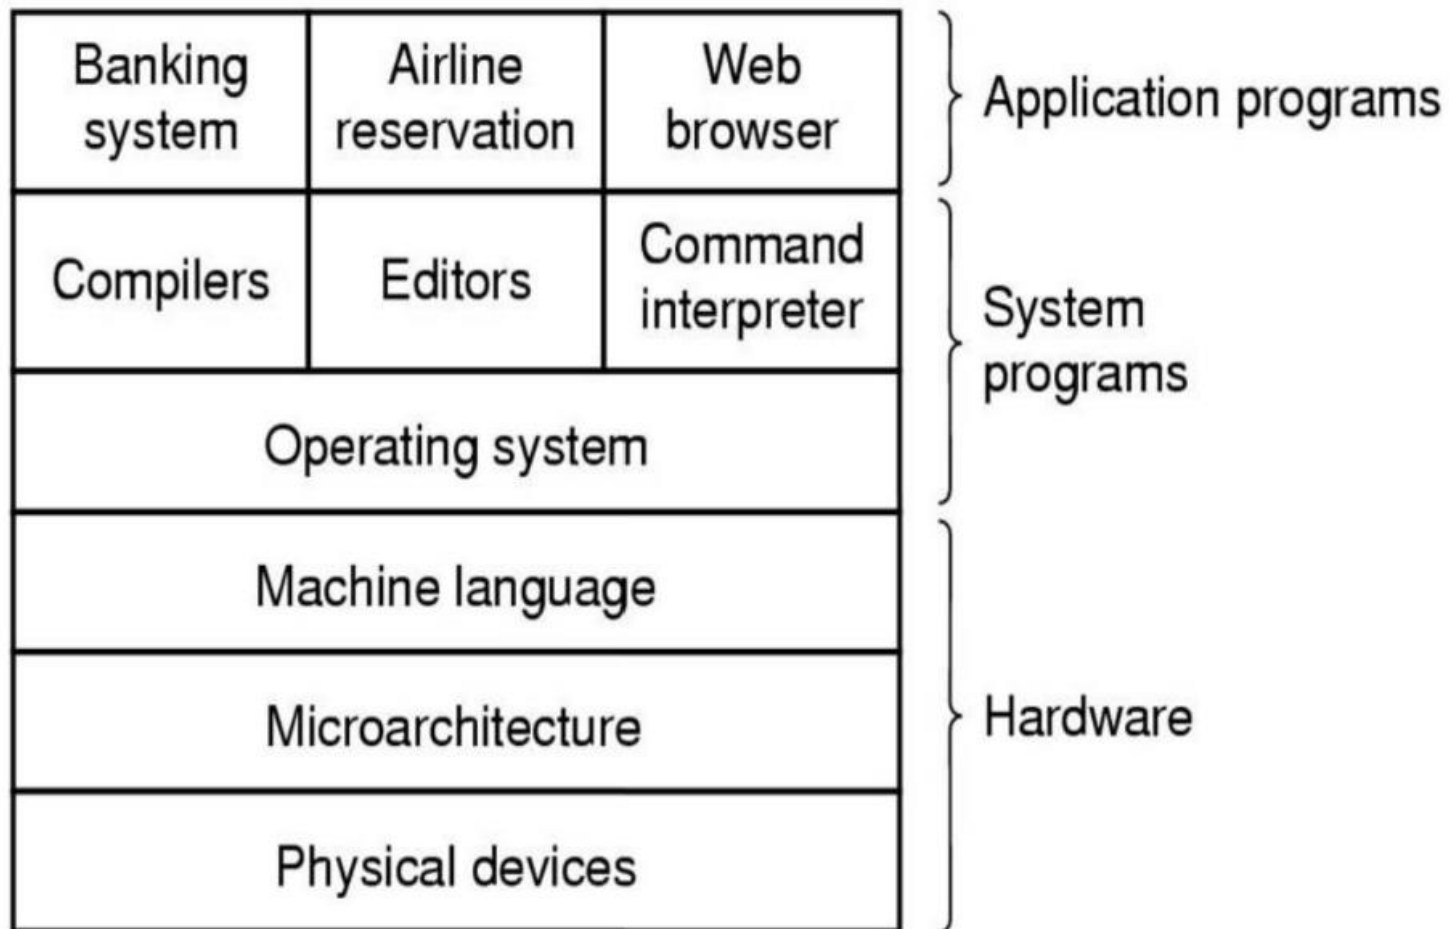 Banking
system
Airline
reservation
Web
browser
Application programs
Compilers
Editors
Command
interpreter
System
programs
Operating system
Machine language
Microarchitecture
Hardware
Physical devices